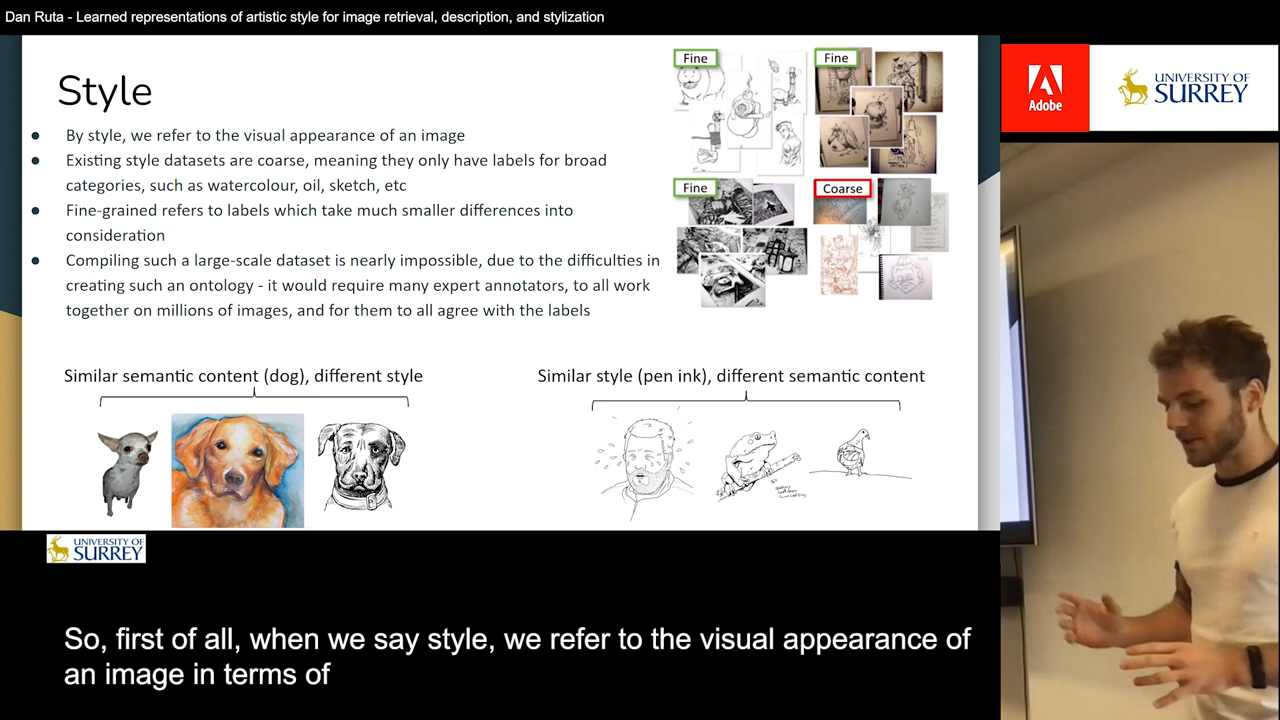 Dan Ruta - Learned representations of artistic style for image retrieval, description, and stylization
Style
● By style, we refer to the visual appearance of an image
● Existing style datasets are coarse, meaning they only have labels for broad
categories, such as watercolour, oil, sketch, etc
● Fine-grained refers to labels which take much smaller differences into
consideration
● Compiling such a large-scale dataset is nearly impossible, due to the difficulties in
creating such an ontology - it would require many expert annotators, to all work
together on millions of images, and for them to all agree with the labels
Fine
Fine
Fine
Coarse
Similar semantic content (dog), different style
Similar style (pen ink), different semantic content
Adobe
UNIVERSITY OF
SURREY
UNIVERSITY OF
SURREY
So, first of all, when we say style, we refer to the visual appearance of
an image in terms of